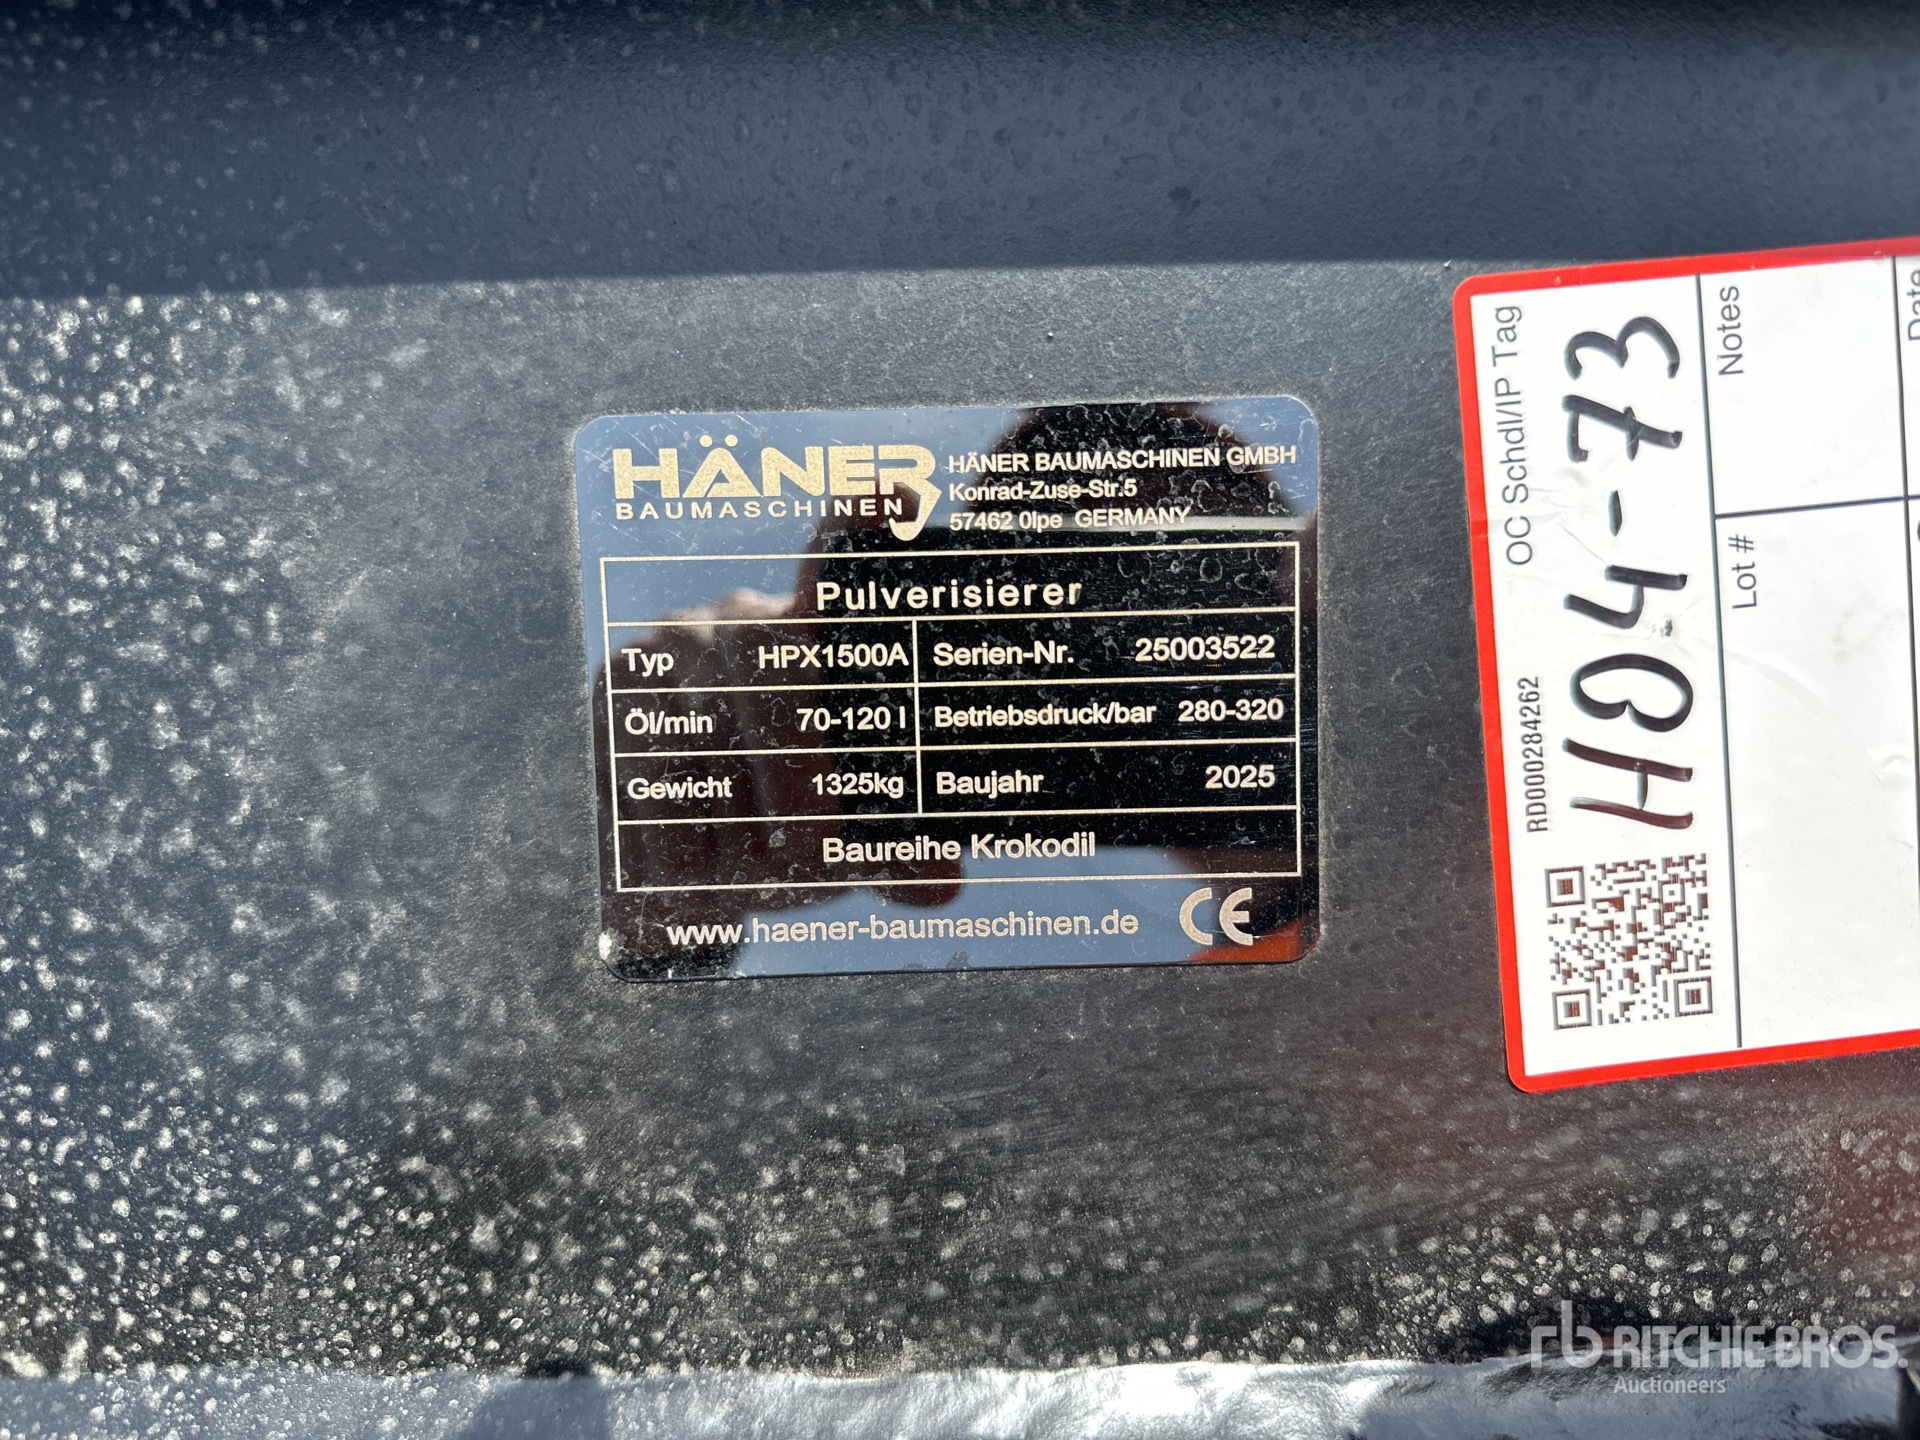 HÄNER
BAUMASCHINEN
HÄNER BAUMASCHINEN GMBH
Konrad-Zuse-Str.5
57462 Olpe GERMANY
Pulverisierer
Typ HPX1500A Serien-Nr. 25003522
Öl/min 70-120 l Betriebsdruck/bar 280-320
Gewicht 1325kg Baujahr 2025
Baureihe Krokodil
www.haener-baumaschinen.de CE
OC Schdl/IP Tag
RD000284262
H04-73
Notes
Lot #
Date
rb RITCHIE BROS.
Auctioneers